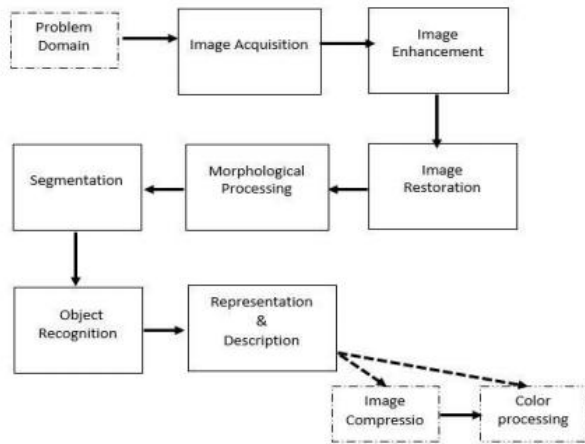 Problem
Domain
Image Acquisition
Image
Enhancement
Segmentation
Morphological
Processing
Image
Restoration
Object
Recognition
Representation
&
Description
Image
Compressio
Color
processing